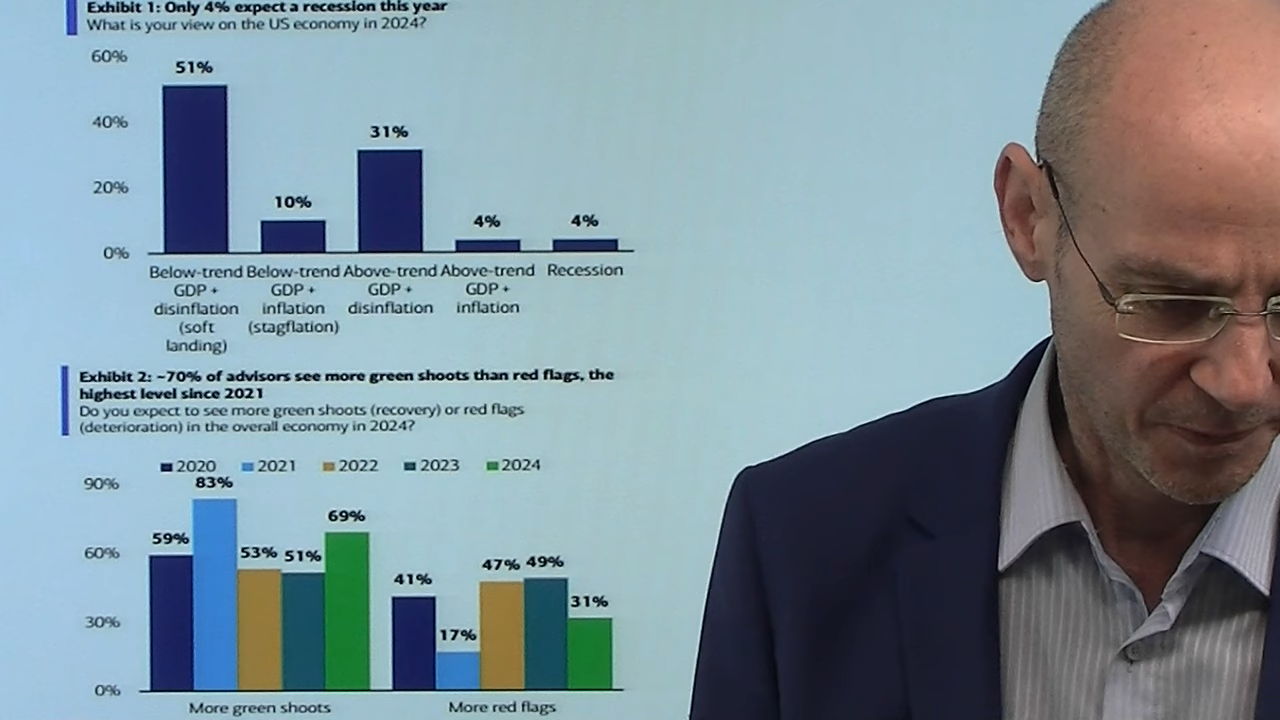 Exhibit 1: Only 4% expect a recession this year
What is your view on the US economy in 2024?
60%
40%
20%
0%
51%
10%
31%
4%
4%
Below-trend GDP + disinflation (soft landing)
Below-trend GDP + inflation (stagflation)
Above-trend GDP + disinflation
Above-trend GDP + inflation
Recession
Exhibit 2: ~70% of advisors see more green shoots than red flags, the
highest level since 2021
Do you expect to see more green shoots (recovery) or red flags
(deterioration) in the overall economy in 2024?
2020 2021 2022 2023 2024
90%
60%
30%
0%
59%
83%
53%
51%
69%
41%
17%
47%
49%
31%
More green shoots
More red flags